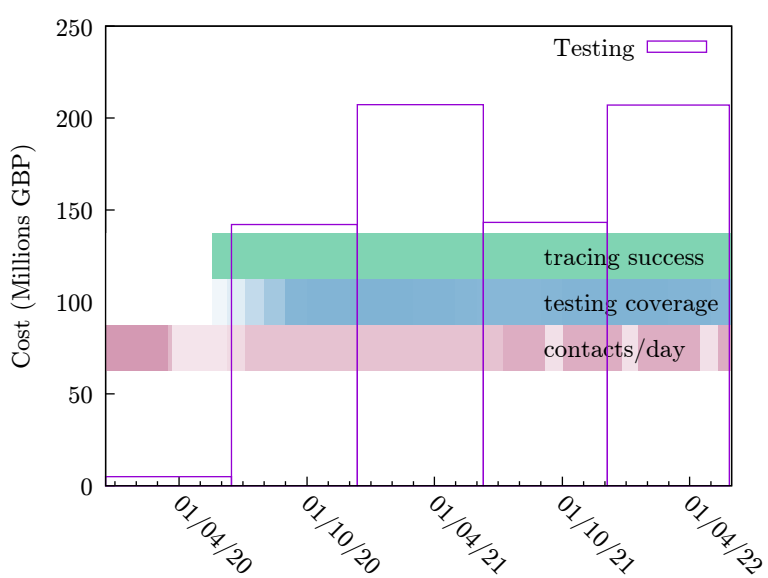 250
Testing
200
150
100
50
0
Cost (Millions GBP)
tracing success
testing coverage
contacts/day
01/04/20
01/10/20
01/04/21
01/10/21
01/04/22